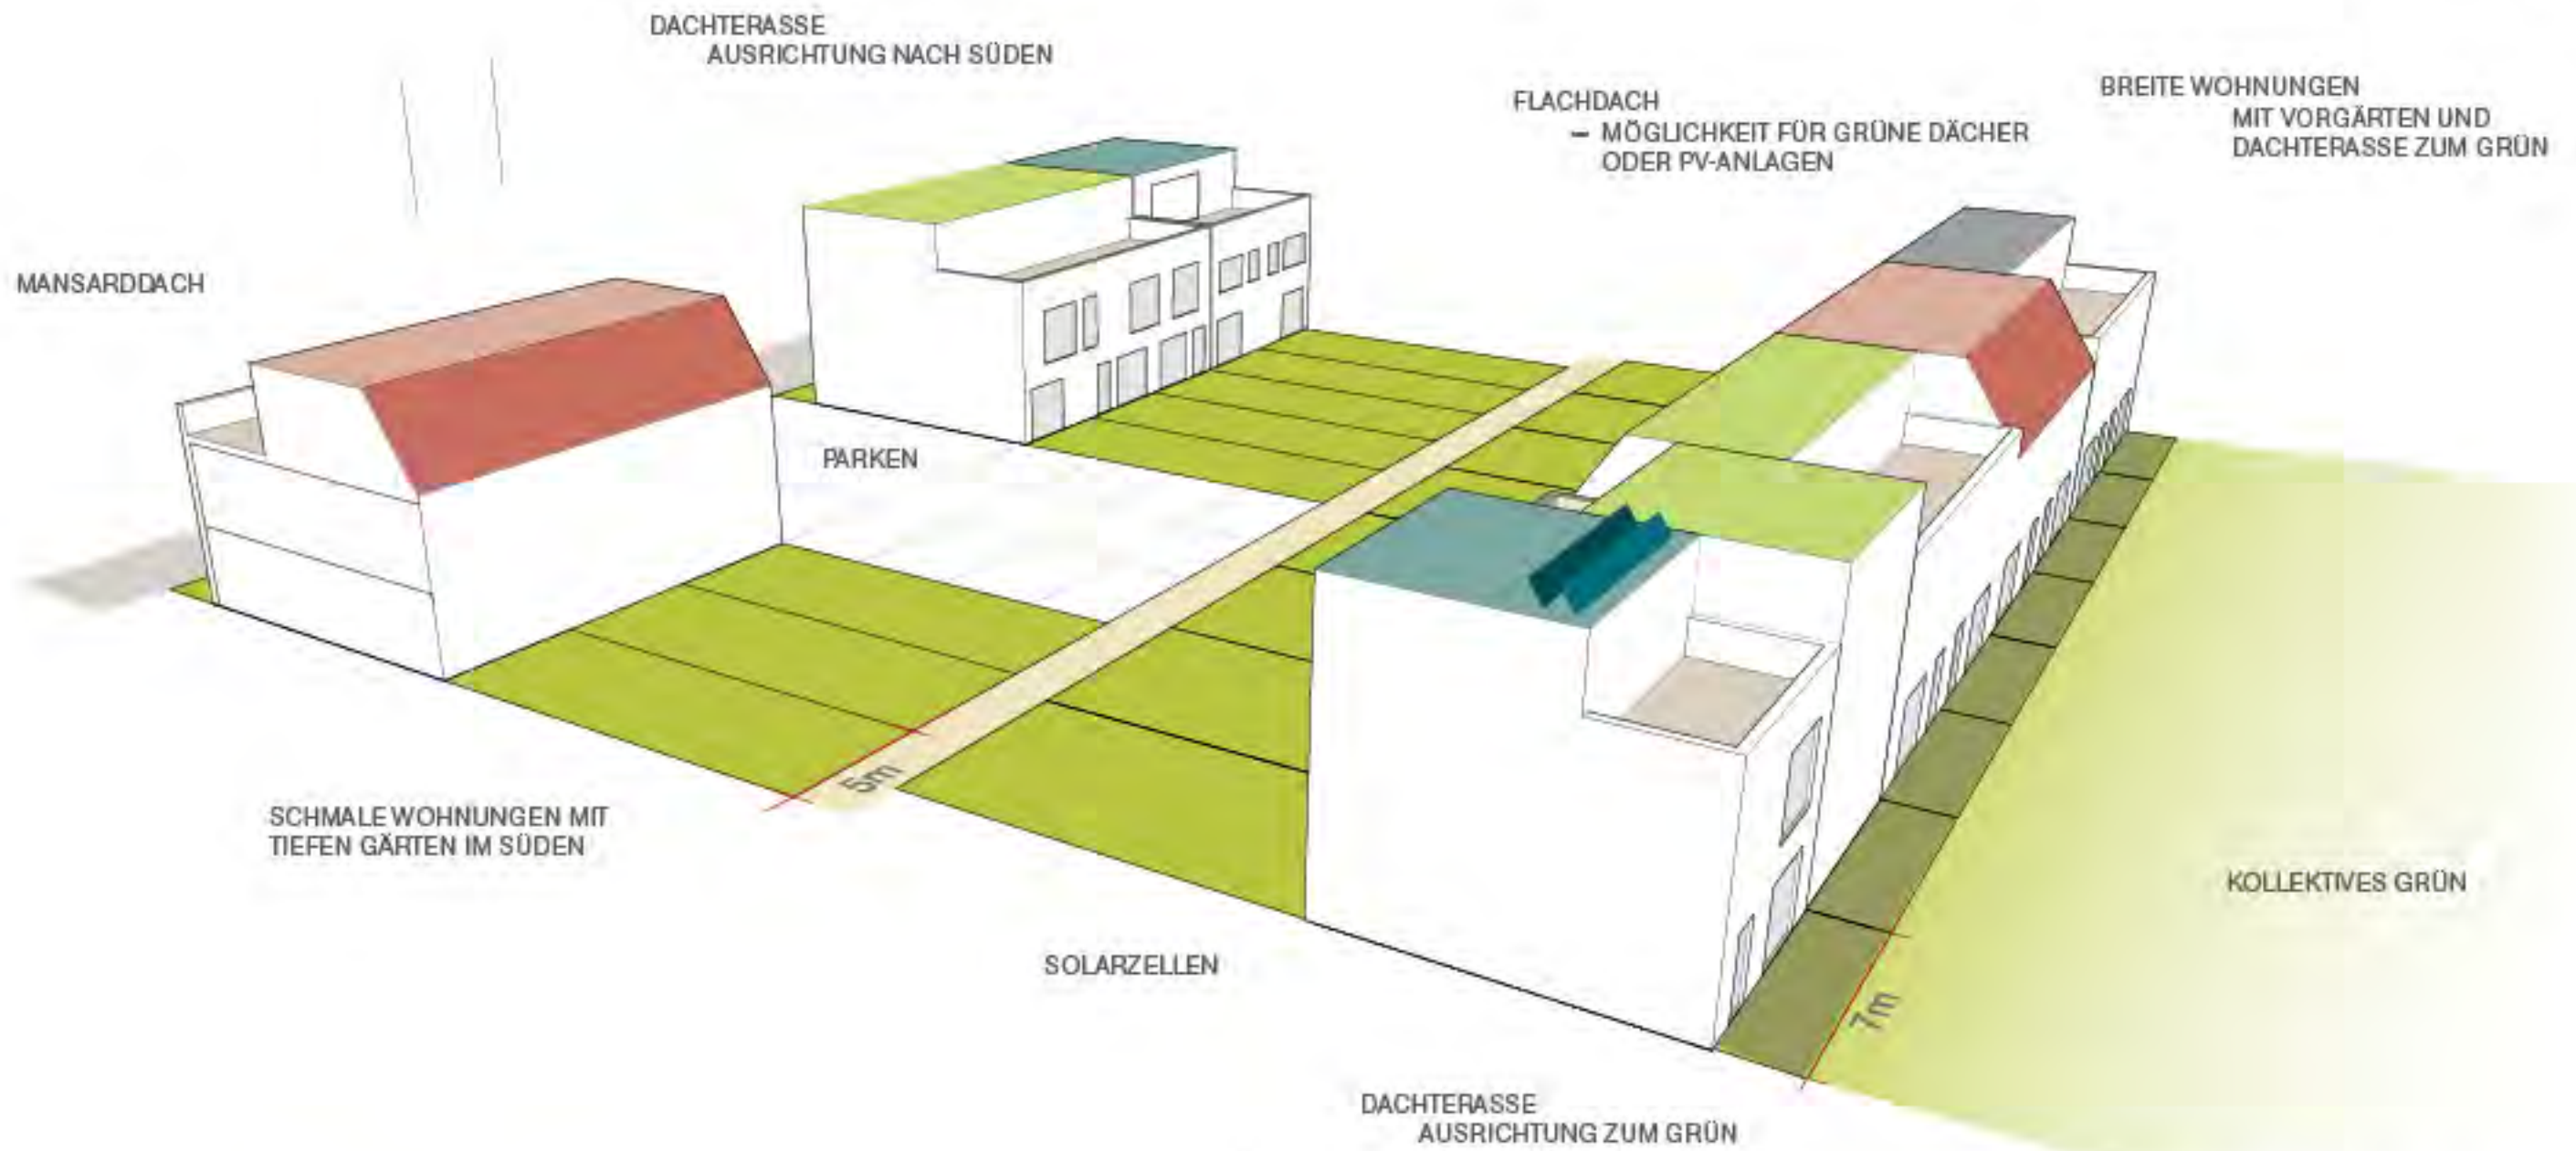 DACHTERASSE
AUSRICHTUNG NACH SÜDEN
FLACHDACH
– MÖGLICHKEIT FÜR GRÜNE DÄCHER
ODER PV-ANLAGEN
BREITE WOHNUNGEN
MIT VORGÄRTEN UND
DACHTERASSE ZUM GRÜN
MANSARDDACH
PARKEN
5m
SCHMALE WOHNUNGEN MIT
TIEFEN GÄRTEN IM SÜDEN
KOLLEKTIVES GRÜN
SOLARZELLEN
7m
DACHTERASSE
AUSRICHTUNG ZUM GRÜN